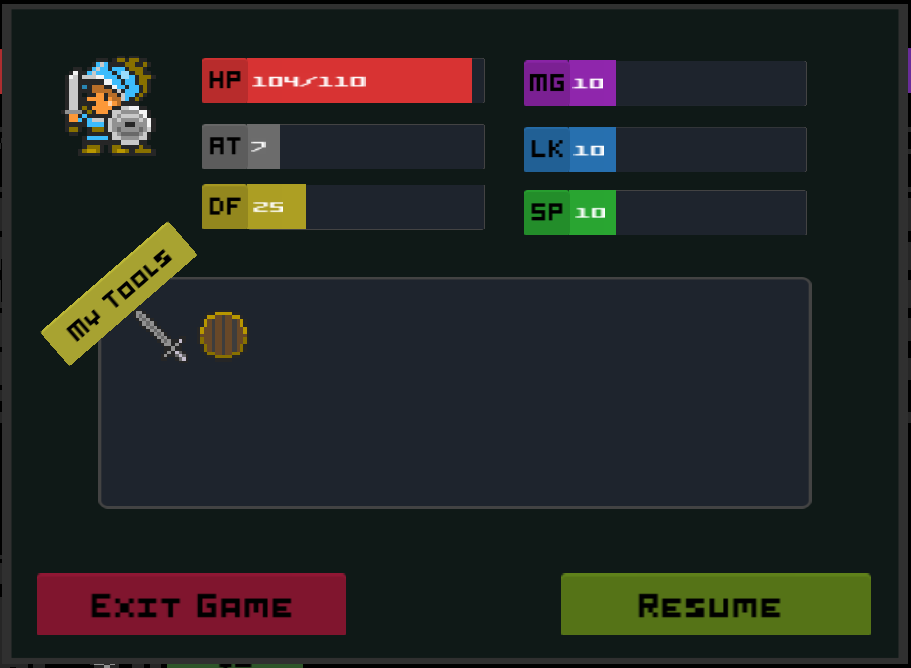 HP 104/110
MG 10
AT 7
LK 10
DF 25
SP 10
My Tools
Exit Game
Resume